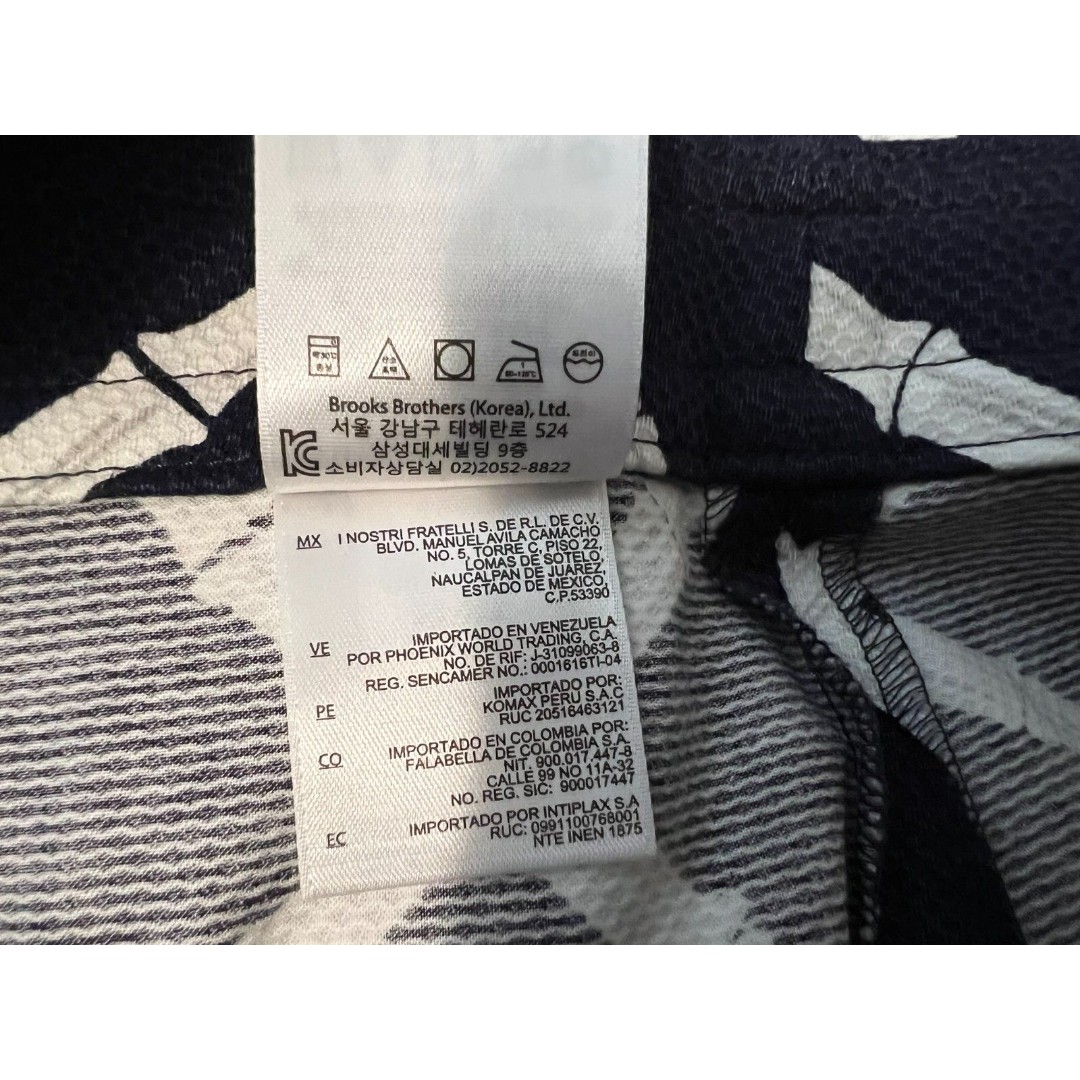 Brooks Brothers (Korea), Ltd.
서울 강남구 테헤란로 524
삼성대세빌딩 9층
소비자상담실 02)2052-8822
MX I NOSTRI FRATELLI S. DE R.L. DE C.V.
BLVD. MANUEL AVILA CAMACHO
NO. 5, TORRE C, PISO 22,
LOMAS DE SOTELO,
NAUCALPAN DE JUAREZ,
ESTADO DE MEXICO,
C.P.53390
VE IMPORTADO EN VENEZUELA
POR PHOENIX WORLD TRADING, C.A.
NO. DE RIF: J-31099063-8
REG. SENCAMER NO.: 0001616TI-04
PE IMPORTADO POR:
KOMAX PERU S.A.C
RUC 20516463121
CO IMPORTADO EN COLOMBIA POR:
FALABELLA DE COLOMBIA S.A.
NIT. 900.017.447-8
CALLE 99 NO 11A-32
NO. REG. SIC: 900017447
EC IMPORTADO POR INTIPLAX S.A
RUC: 0991100768001
NTE INEN 1875